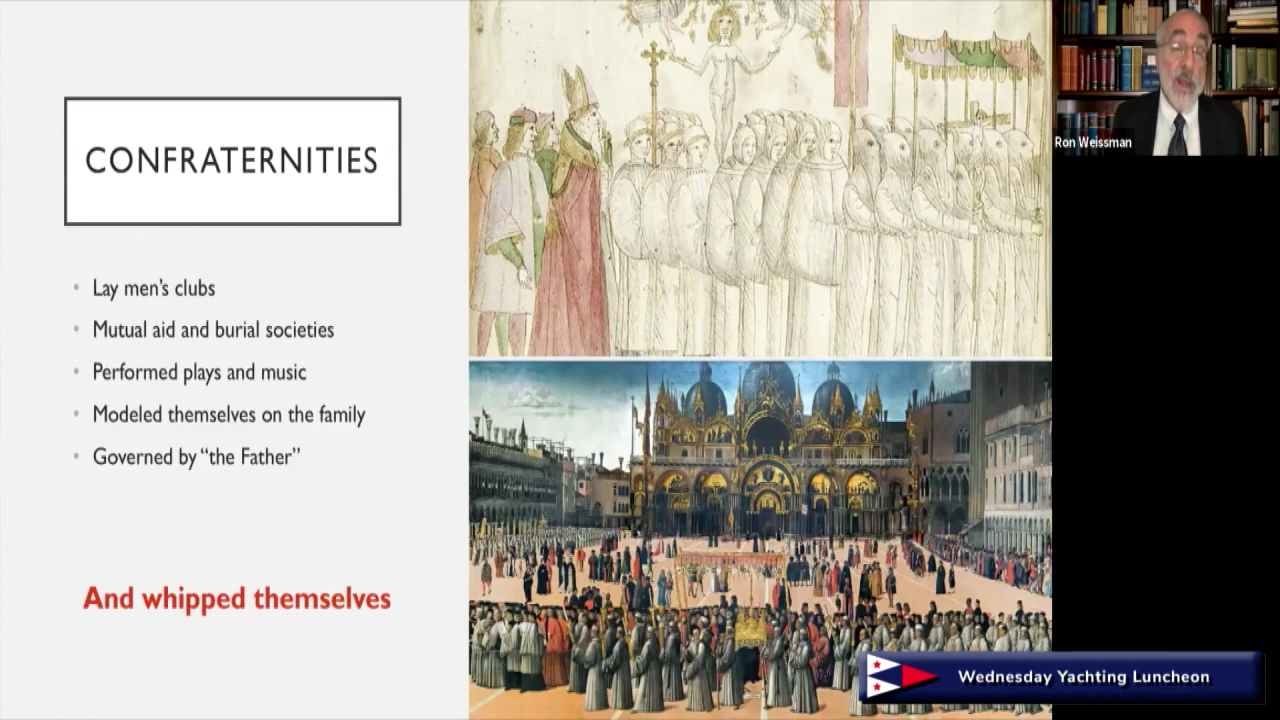 CONFRATERNITIES
• Lay men’s clubs
• Mutual aid and burial societies
• Performed plays and music
• Modeled themselves on the family
• Governed by “the Father”
And whipped themselves
Ron Weissman
Wednesday Yachting Luncheon